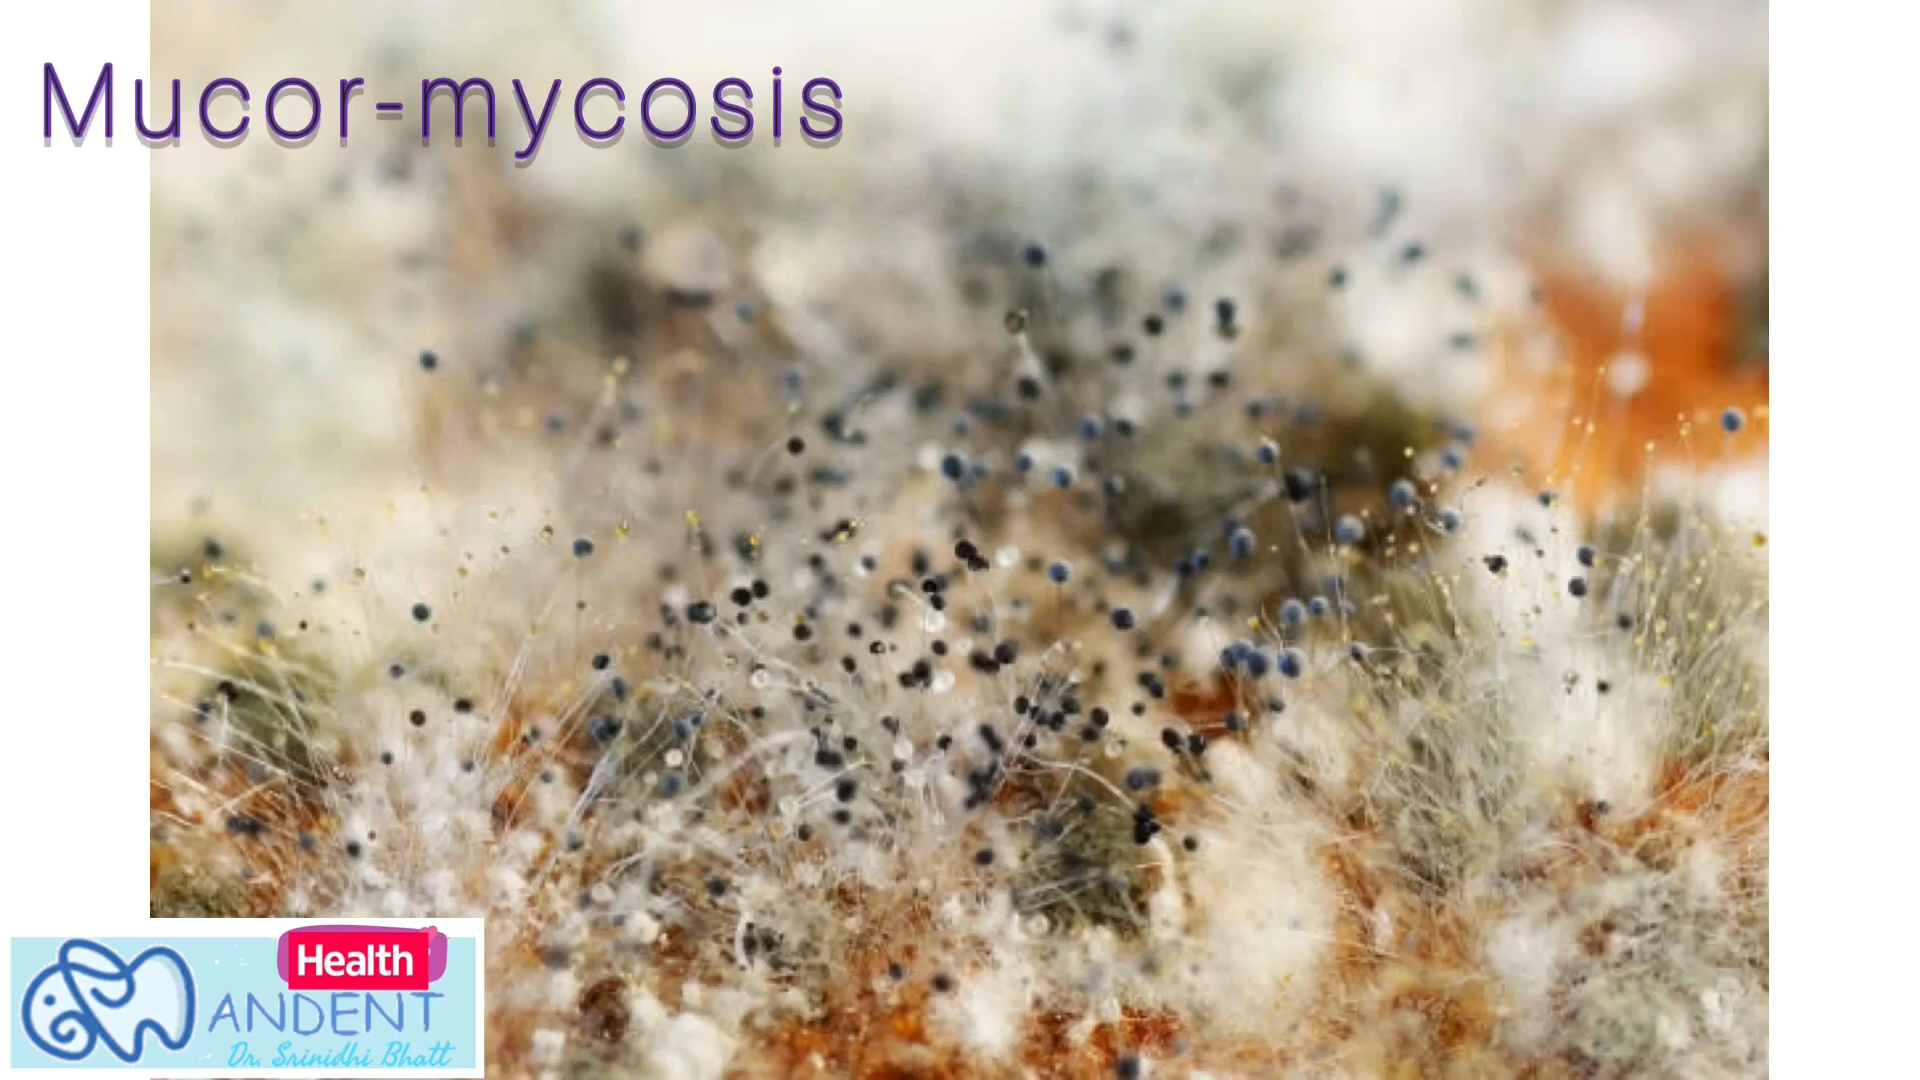 Mucor-mycosis
Health
ANDENT
Dr. Srinidhi Bhatt